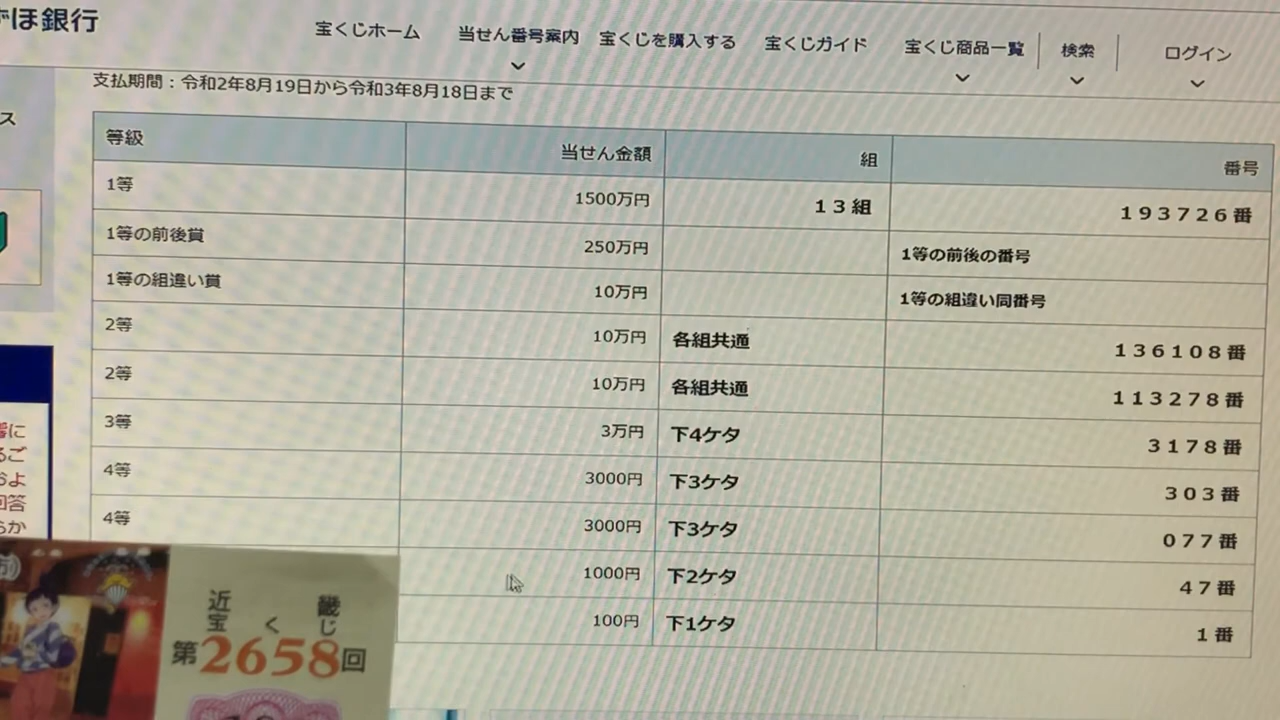 ずほ銀行
宝くじホーム 当せん番号案内 宝くじを購入する 宝くじガイド 宝くじ商品一覧 検索 ログイン
支払期間：令和2年8月19日から令和3年8月18日まで
ス
等級 当せん金額 組 番号
1等 1500万円 13組 193726番
1等の前後賞 250万円 1等の前後の番号
1等の組違い賞 10万円 1等の組違い同番号
2等 10万円 各組共通 136108番
2等 10万円 各組共通 113278番
3等 3万円 下4ケタ 3178番
4等 3000円 下3ケタ 303番
4等 3000円 下3ケタ 077番
1000円 下2ケタ 47番
100円 下1ケタ 1番
響に
るご
およ
回答
らか
近畿
宝くじ
第2658回